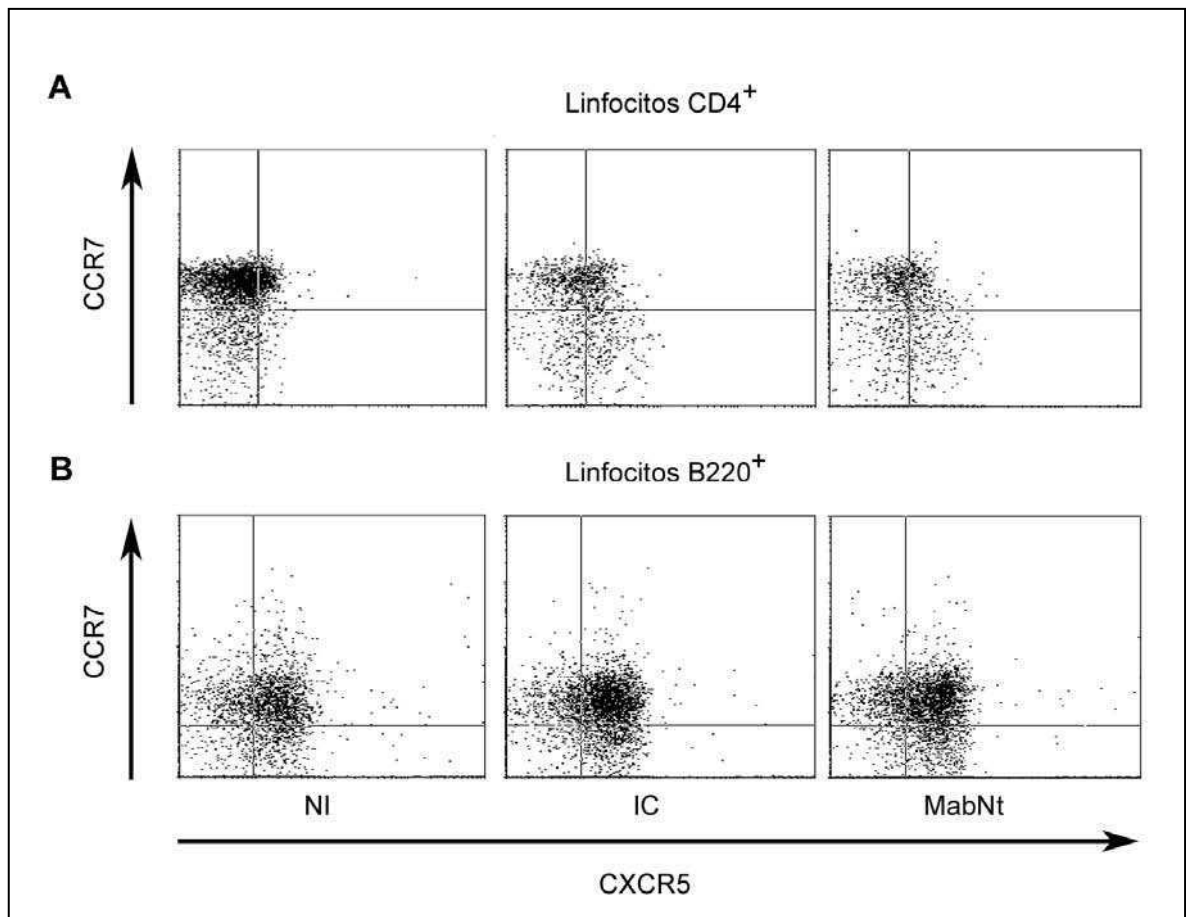 A
Linfocitos CD4+
CCR7
B
Linfocitos B220+
CCR7
NI
IC
MabNt
CXCR5